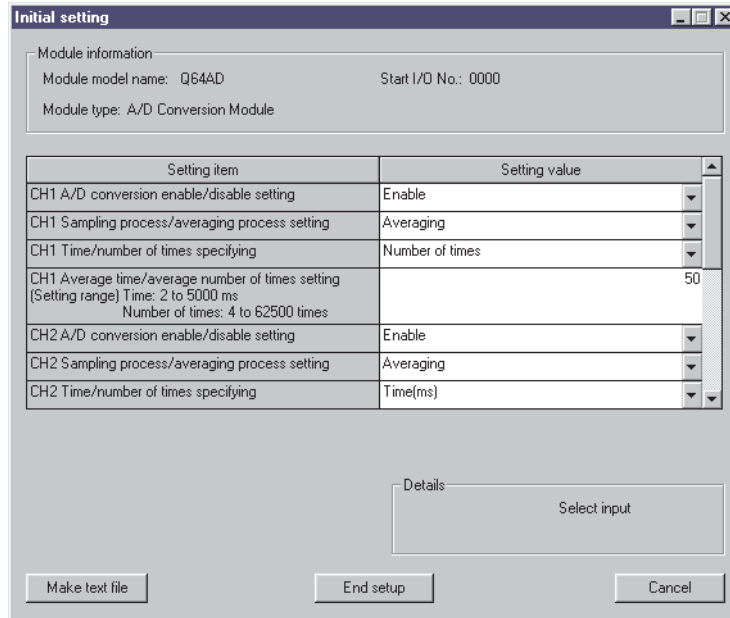 Initial setting
Module information
Module model name: Q64AD
Start I/O No.: 0000
Module type: A/D Conversion Module
Setting item
Setting value
CH1 A/D conversion enable/disable setting
Enable
CH1 Sampling process/averaging process setting
Averaging
CH1 Time/number of times specifying
Number of times
CH1 Average time/average number of times setting
(Setting range) Time: 2 to 5000 ms
Number of times: 4 to 62500 times
50
CH2 A/D conversion enable/disable setting
Enable
CH2 Sampling process/averaging process setting
Averaging
CH2 Time/number of times specifying
Time(ms)
Details
Select input
Make text file
End setup
Cancel